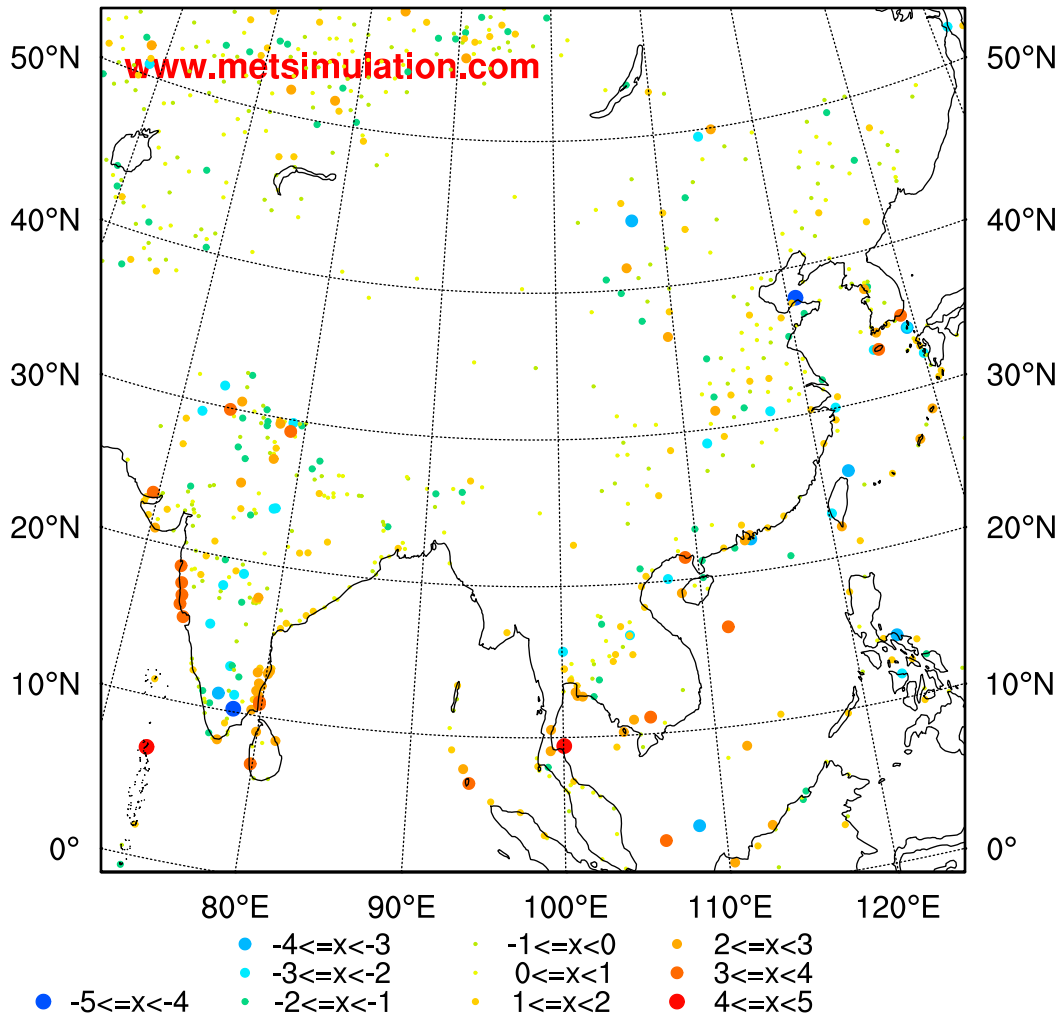 50°N 50°N
www.metsimulation.com
40°N 40°N
30°N 30°N
20°N 20°N
10°N 10°N
0° 0°
80°E 90°E 100°E 110°E 120°E
-4<=x<-3 -1<=x<0 2<=x<3
-3<=x<-2 0<=x<1 3<=x<4
-5<=x<-4 -2<=x<-1 1<=x<2 4<=x<5